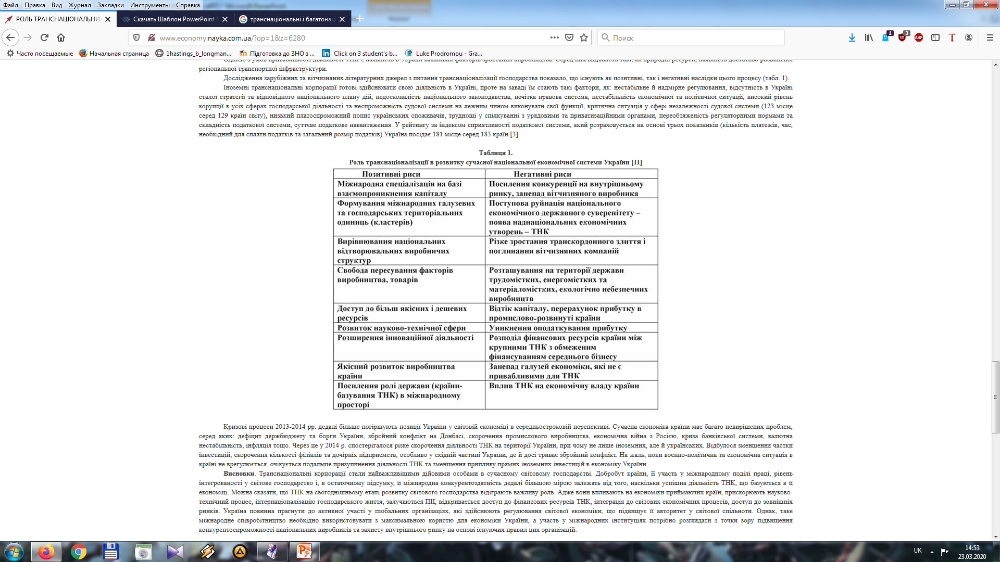 Файл Правка Вид Журнал Закладки Инструменты Справка
РОЛЬ ТРАНСНАЦІОНАЛЬНИ
Скачать Шаблон PowerPoint
транснаціональні і багатонац
www.economy.nayka.com.ua/?op=1&z=6280
Поиск
1
3
Часто посещаемые
Начальная страница
1hastings_b_longman...
Підготовка до ЗНО з ...
Click on 3 student's b...
Luke Prodromou - Gra...
Однією з умов привабливості діяльності ТНК є наявність в Україні важливих факторів зростання виробництва. Серед них виділяють такі, як природні ресурси, наявність достатньо розвиненої
регіональної транспортної інфраструктури.
Дослідження зарубіжних та вітчизняних літературних джерел з питання транснаціоналізації господарства показало, що існують як позитивні, так і негативні наслідки цього процесу (табл. 1).
Іноземні транснаціональні корпорації готові здійснювати свою діяльність в Україні, проте на заваді їм стають такі фактори, як: нестабільне й надмірне регулювання, відсутність в Україні
сталої стратегії та відповідного національного плану дій, недосконалість національного законодавства, нечітка правова система, нестабільність економічної та політичної ситуації, високий рівень
корупції в усіх сферах господарської діяльності та неспроможність судової системи на лежним чином виконувати свої функції, критична ситуація у сфері незалежності судової системи (123 місце
серед 129 країн світу), низький платоспроможний попит українських споживачів, труднощі у спілкуванні з урядовими та приватизаційними органами, переобтяженість регуляторними нормами та
складність податкової системи, суттєве податкове навантаження. У рейтингу за індексом сприятливості податкової системи, який розраховується на основі трьох показників (кількість платежів, час,
необхідний для сплати податків та загальний розмір податків) Україна посідає 181 місце серед 183 країн [3].
Таблиця 1.
Роль транснаціоналізації в розвитку сучасної національної економічної системи України [11]
Позитивні риси
Негативні риси
Міжнародна спеціалізація на базі
взаємопроникнення капіталу
Посилення конкуренції на внутрішньому
ринку, занепад вітчизняного виробника
Формування міжнародних галузевих
та господарських територіальних
одиниць (кластерів)
Поступова руйнація національного
економічного державного суверенітету –
поява наднаціональних економічних
утворень – ТНК
Вирівнювання національних
відтворювальних виробничих
структур
Різке зростання транскордонного злиття і
поглинання вітчизняних компаній
Свобода пересування факторів
виробництва, товарів
Розташування на території держави
трудомістких, енергомістких та
матеріаломістких, екологічно небезпечних
виробництв
Доступ до більш якісних і дешевих
ресурсів
Відтік капіталу, перерахунок прибутку в
промислово-розвинуті країни
Розвиток науково-технічної сфери
Уникнення оподаткування прибутку
Розширення інноваційної діяльності
Розподіл фінансових ресурсів країни між
крупними ТНК з обмеженим
фінансуванням середнього бізнесу
Якісний розвиток виробництва
країни
Занепад галузей економіки, які не є
привабливими для ТНК
Посилення ролі держави (країни-
базування ТНК) в міжнародному
просторі
Вплив ТНК на економічну владу країни
Кризові процеси 2013-2014 рр. дедалі більше погіршують позиції України у світовій економіці в середньостроковій перспективі. Сучасна економіка країни має багато невирішених проблем,
серед яких: дефіцит держбюджету та борги України, збройний конфлікт на Донбасі, скорочення промислового виробництва, економічна війна з Росією, криза банківської системи, валютна
нестабільність, інфляція тощо. Через це у 2014 р. спостерігалося різке скорочення діяльності ТНК на території України, при чому не лише іноземних, але й українських. Відбулося зменшення частки
інвестицій, скорочення кількості філіалів та дочірніх підприємств, особливо у східній частині України, де й досі триває збройний конфлікт. На жаль, поки воєнно-політична та економічна ситуація в
країні не врегулюється, очікується подальше призупинення діяльності ТНК та зменшення припливу прямих іноземних інвестицій в економіку України.
Висновки. Транснаціональні корпорації стали найважливішими дійовими особами в сучасному світовому господарстві. Добробут країни, її участь у міжнародному поділі праці, рівень
інтегрованості у світове господарство і, в остаточному підсумку, її міжнародна конкурентоздатність дедалі більшою мірою залежать від того, наскільки успішна діяльність ТНК, що базуються в її
економіці. Можна сказати, що ТНК на сьогоднішньому етапі розвитку світового господарства відіграють важливу роль. Адже вони впливають на економіки приймаючих країн, прискорюють науково-
технічний процес, інтернаціоналізацію господарського життя, залучаються ПІІ, відкривається доступ до фінансових ресурсів ТНК, інтеграція до світових економічних процесів, доступ до зовнішніх
ринків. Україна повинна прагнути до активної участі у глобальних організаціях, які здійснюють регулювання світової економіки, що підвищує її авторитет у світової спільноти. Однак, таке
міжнародне співробітництво необхідно використовувати з максимальною користю для економіки України, а участь у міжнародних інституціях потрібно розглядати з точки зору підвищення
конкурентоспроможності національних виробників та захисту внутрішнього ринку на основі існуючих правил цих організацій.
UK
14:53
23.03.2020